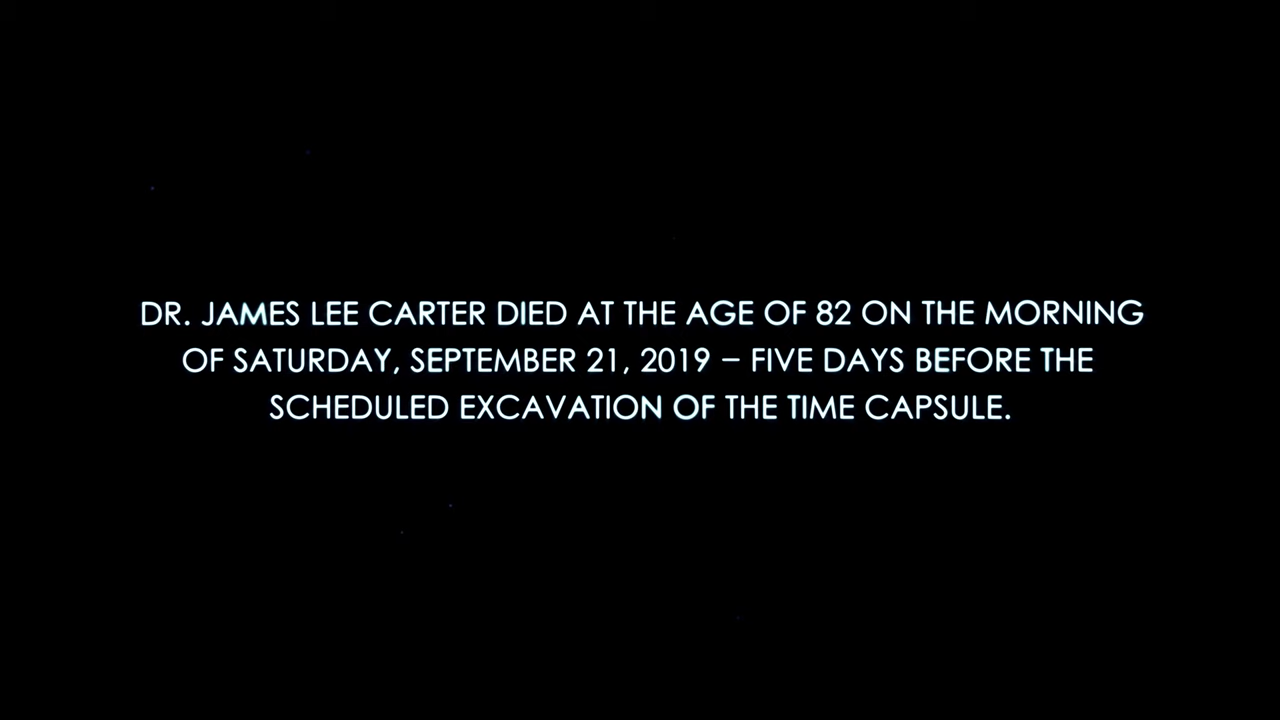 DR. JAMES LEE CARTER DIED AT THE AGE OF 82 ON THE MORNING
OF SATURDAY, SEPTEMBER 21, 2019 – FIVE DAYS BEFORE THE
SCHEDULED EXCAVATION OF THE TIME CAPSULE.